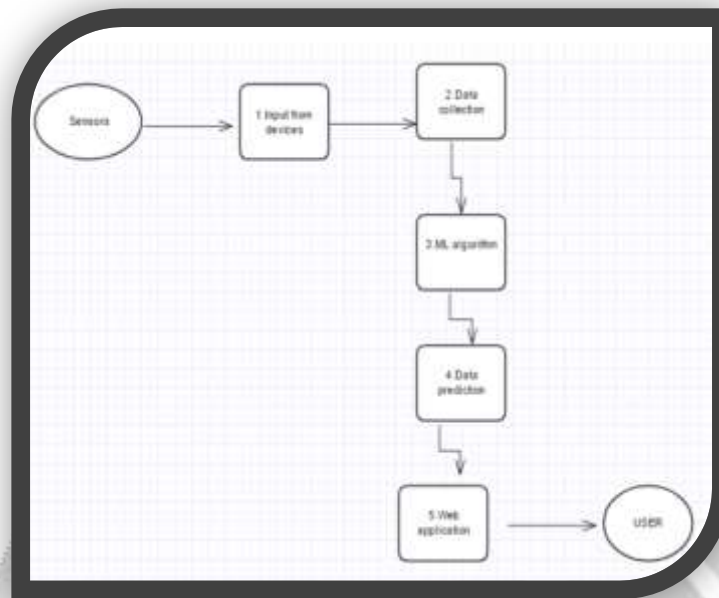 Sensors
1.Input from
devices
2.Data
collection
3.ML algorithm
4.Data
prediction
5.Web
application
USER